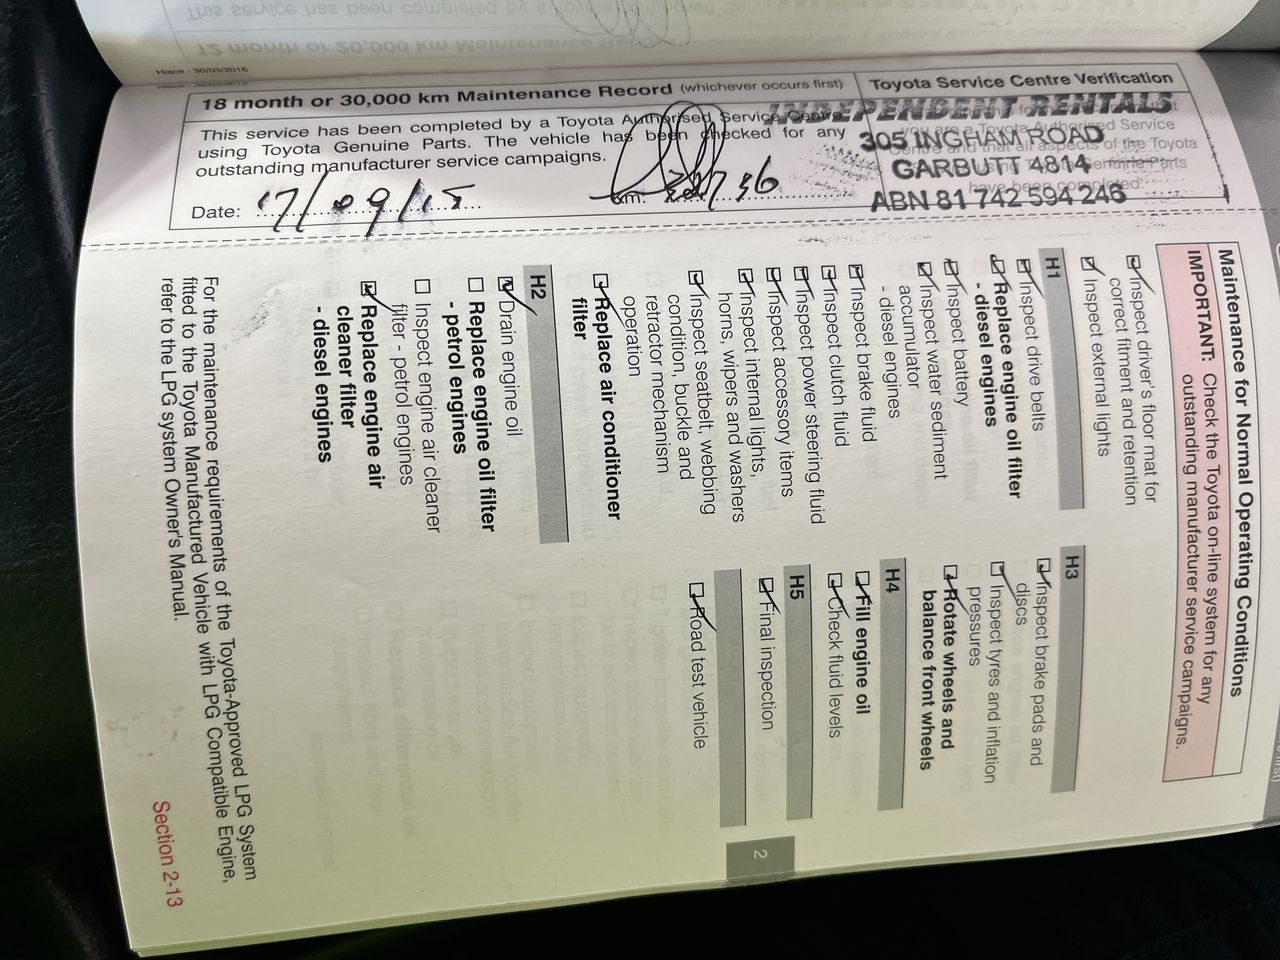 Hiace - 30/03/2016
18 month or 30,000 km Maintenance Record (whichever occurs first)
This service has been completed by a Toyota Authorised Service Centre
using Toyota Genuine Parts. The vehicle has been checked for any
outstanding manufacturer service campaigns.
Date: 17/09/15
km:
Toyota Service Centre Verification
INDEPENDENT RENTALS
305 INGHAM ROAD
GARBUTT 4814
ABN 81 742 594 246
Maintenance for Normal Operating Conditions
IMPORTANT: Check the Toyota on-line system for any
outstanding manufacturer service campaigns.
Inspect driver's floor mat for
correct fitment and retention
Inspect external lights
H1
Inspect drive belts
Replace engine oil filter
- diesel engines
Inspect battery
Inspect water sediment
accumulator
- diesel engines
Inspect brake fluid
Inspect clutch fluid
Inspect power steering fluid
Inspect accessory items
Inspect internal lights,
horns, wipers and washers
Inspect seatbelt, webbing
condition, buckle and
retractor mechanism
operation
Replace air conditioner
filter
H2
Drain engine oil
Replace engine oil filter
- petrol engines
Inspect engine air cleaner
filter - petrol engines
Replace engine air
cleaner filter
- diesel engines
H3
Inspect brake pads and
discs
Inspect tyres and inflation
pressures
Rotate wheels and
balance front wheels
H4
Fill engine oil
Check fluid levels
H5
Final inspection
Road test vehicle
2
For the maintenance requirements of the Toyota-Approved LPG System
fitted to the Toyota Manufactured Vehicle with LPG Compatible Engine,
refer to the LPG system Owner's Manual.
Section 2-13